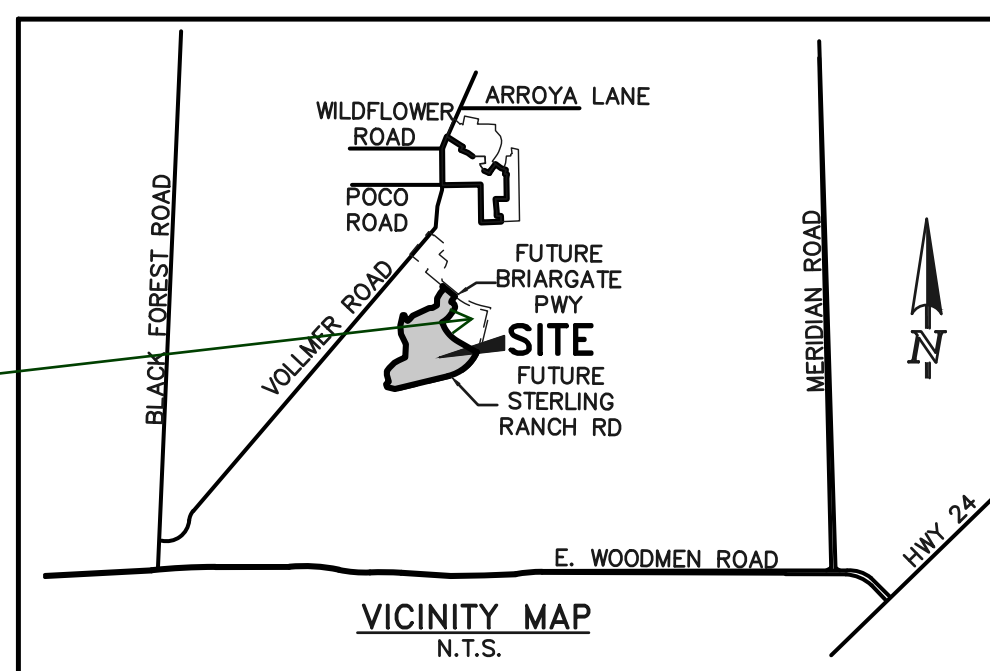 ARROYA LANE
WILDFLOWER
ROAD
POCO
ROAD
BLACK FOREST ROAD
VOLLMER ROAD
FUTURE
BRIARGATE
PWY
SITE
FUTURE
STERLING
RANCH RD
MERIDIAN ROAD
N
HWY 24
E. WOODMEN ROAD
VICINITY MAP
N.T.S.